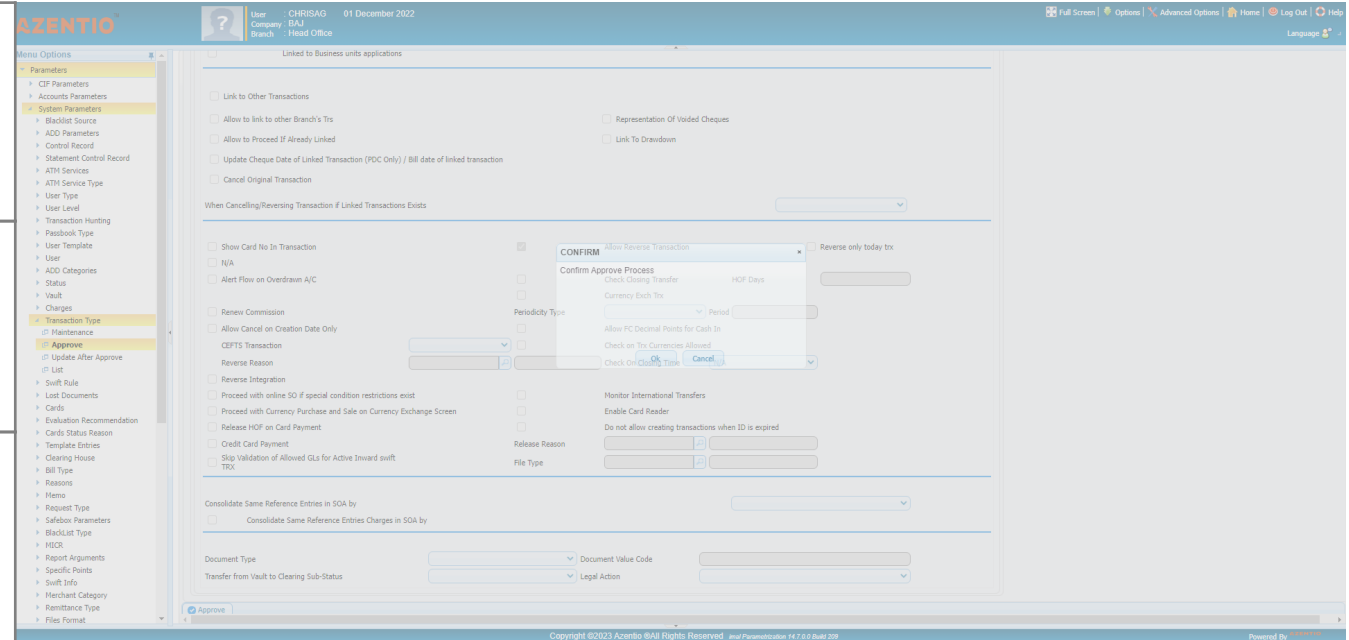 AZENTIO
User : CHRISAG 01 December 2022
Company : BAJ
Branch : Head Office
Full Screen | Options | Advanced Options | Home | Log Out | Help
Language
Menu Options
Parameters
CIF Parameters
Accounts Parameters
System Parameters
Blacklist Source
ADD Parameters
Control Record
Statement Control Record
ATM Services
ATM Service Type
User Type
User Level
Transaction Hunting
Passbook Type
User Template
User
ADD Categories
Status
Vault
Charges
Transaction Type
Maintenance
Approve
Update After Approve
List
Swift Rule
Lost Documents
Cards
Evaluation Recommendation
Cards Status Reason
Template Entries
Clearing House
Bill Type
Reasons
Memo
Request Type
Safebox Parameters
BlackList Type
MICR
Report Arguments
Specific Points
Swift Info
Merchant Category
Remittance Type
Files Format
Linked to Business units applications
Link to Other Transactions
Allow to link to other Branch's Trs Representation Of Voided Cheques
Allow to Proceed If Already Linked Link To Drawdown
Update Cheque Date of Linked Transaction (PDC Only) / Bill date of linked transaction
Cancel Original Transaction
When Cancelling/Reversing Transaction if Linked Transactions Exists
Show Card No In Transaction Allow Reverse Transaction Reverse only today trx
N/A
Alert Flow on Overdrawn A/C Check Closing Transfer HOF Days
Currency Exch Trx
Renew Commission Periodicity Type Period
Allow Cancel on Creation Date Only Allow FC Decimal Points for Cash In
CEFTS Transaction Check on Trx Currencies Allowed
Reverse Reason Check On Closing Time
Reverse Integration
Proceed with online SO if special condition restrictions exist Monitor International Transfers
Proceed with Currency Purchase and Sale on Currency Exchange Screen Enable Card Reader
Release HOF on Card Payment Do not allow creating transactions when ID is expired
Credit Card Payment Release Reason
Skip Validation of Allowed GLs for Active Inward swift
TRX File Type
Consolidate Same Reference Entries in SOA by
Consolidate Same Reference Entries Charges in SOA by
Document Type Document Value Code
Transfer from Vault to Clearing Sub-Status Legal Action
CONFIRM
Confirm Approve Process
Ok Cancel
Approve
Copyright ©2023 Azentio ®All Rights Reserved imal Parametrization 14.7.0.0 Build 209
Powered By